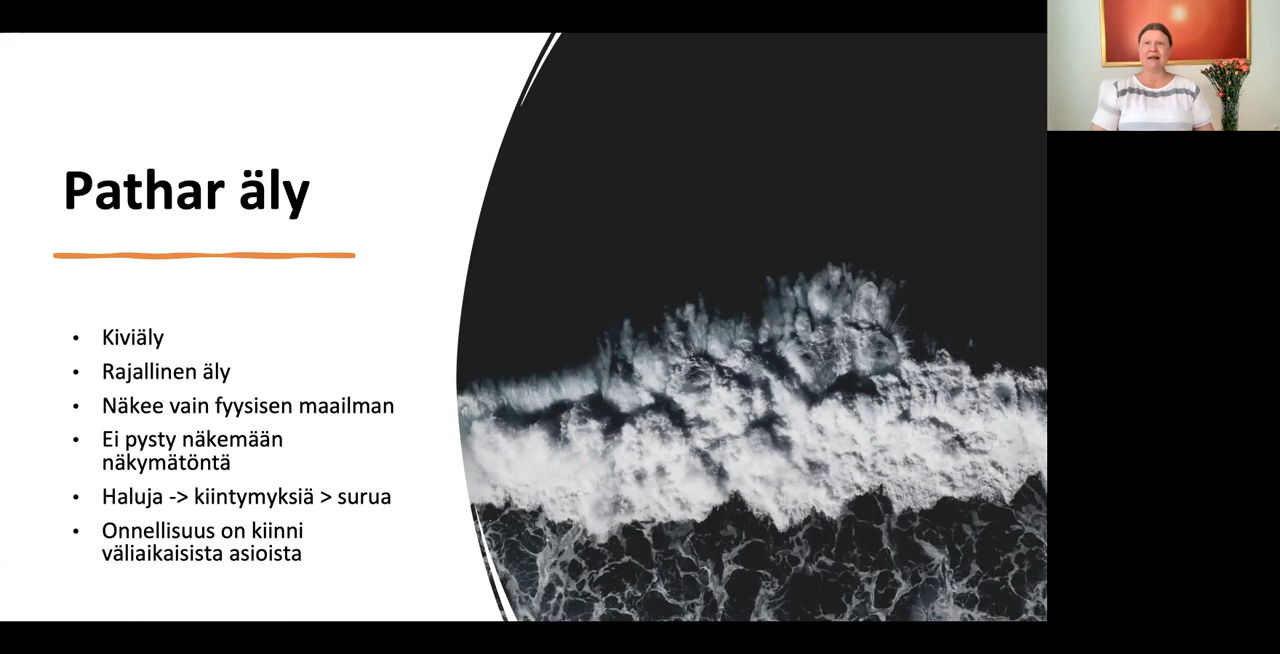 Pathar äly
• Kiviäly
• Rajallinen äly
• Näkee vain fyysisen maailman
• Ei pysty näkemään
näkymätöntä
• Haluja -> kiintymyksiä > surua
• Onnellisuus on kiinni
väliaikaisista asioista